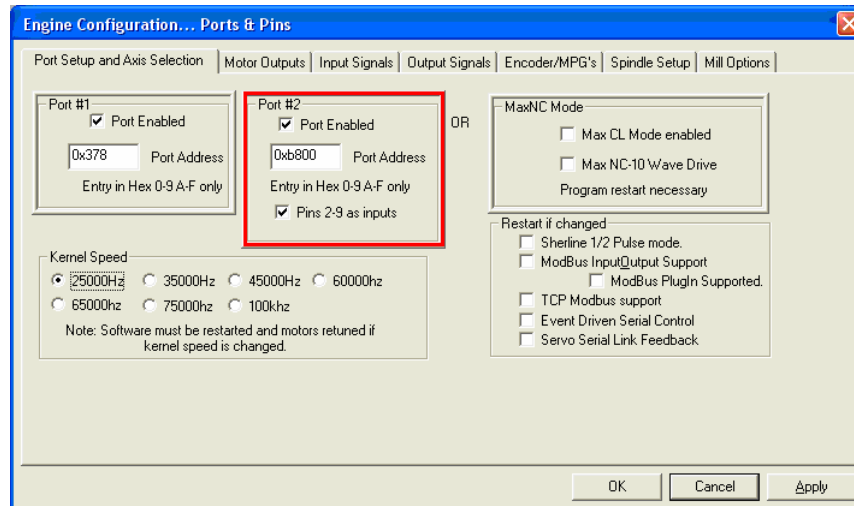 Engine Configuration... Ports & Pins
Port Setup and Axis Selection Motor Outputs Input Signals Output Signals Encoder/MPG's Spindle Setup Mill Options
Port #1
Port Enabled
0x378 Port Address
Entry in Hex 0-9 A-F only
Port #2
Port Enabled
0xb800 Port Address
Entry in Hex 0-9 A-F only
Pins 2-9 as inputs
OR
MaxNC Mode
Max CL Mode enabled
Max NC-10 Wave Drive
Program restart necessary
Kernel Speed
25000Hz 35000Hz 45000Hz 60000hz
65000hz 75000hz 100khz
Note: Software must be restarted and motors retuned if
kernel speed is changed.
Restart if changed
Sherline 1/2 Pulse mode.
ModBus InputOutput Support
ModBus PlugIn Supported.
TCP Modbus support
Event Driven Serial Control
Servo Serial Link Feedback
OK Cancel Apply